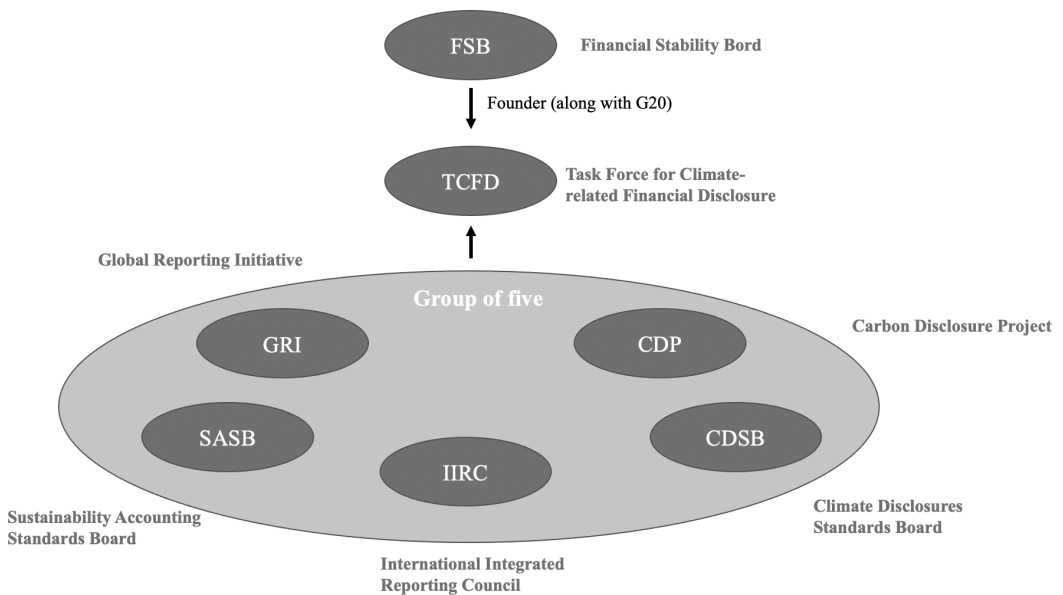 FSB
Financial Stability Bord
Founder (along with G20)
TCFD
Task Force for Climate-
related Financial Disclosure
Global Reporting Initiative
Group of five
Carbon Disclosure Project
GRI
CDP
SASB
CDSB
IIRC
Sustainability Accounting
Standards Board
Climate Disclosures
Standards Board
International Integrated
Reporting Council